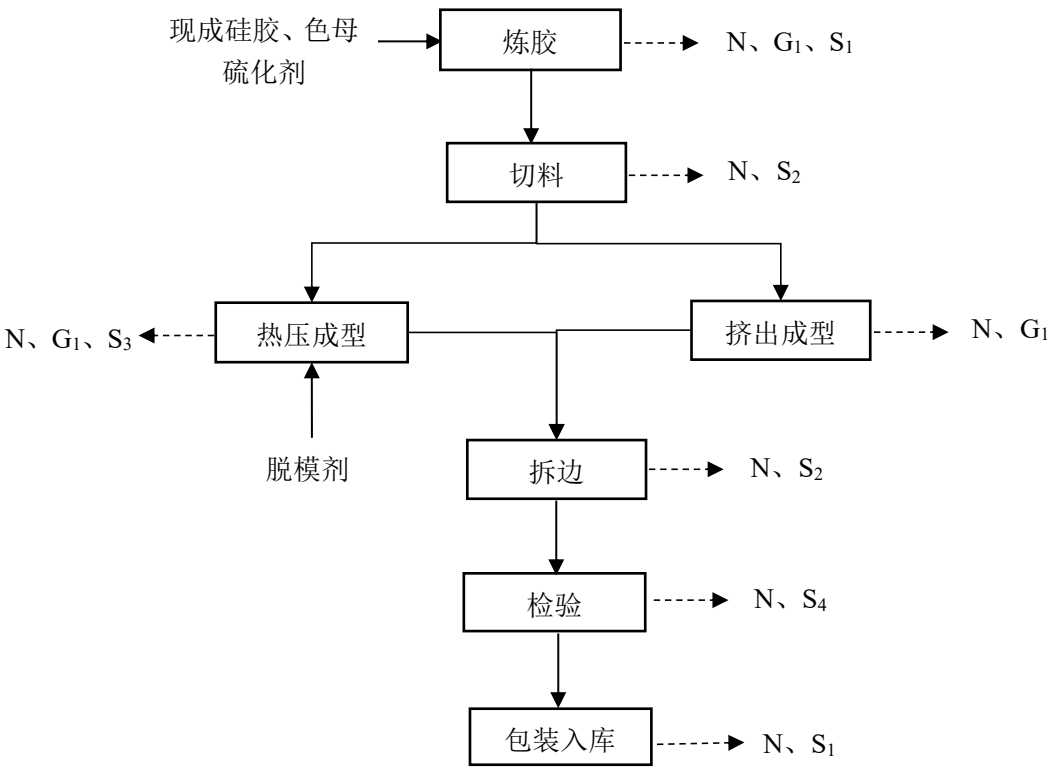 现成硅胶、色母
硫化剂
炼胶
N、G₁、S₁
切料
N、S₂
N、G₁、S₃
热压成型
挤出成型
N、G₁
脱模剂
拆边
N、S₂
检验
N、S₄
包装入库
N、S₁